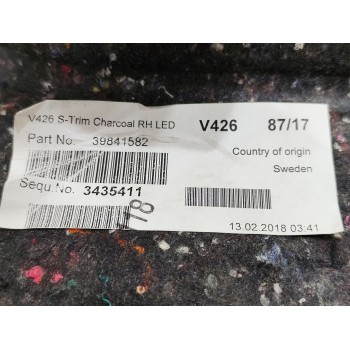 V426 S-Trim Charcoal RH LED V426 87/17
Part No. 39841582
Country of origin
Sweden
Sequ.No. 3435411
18
13.02.2018 03:41